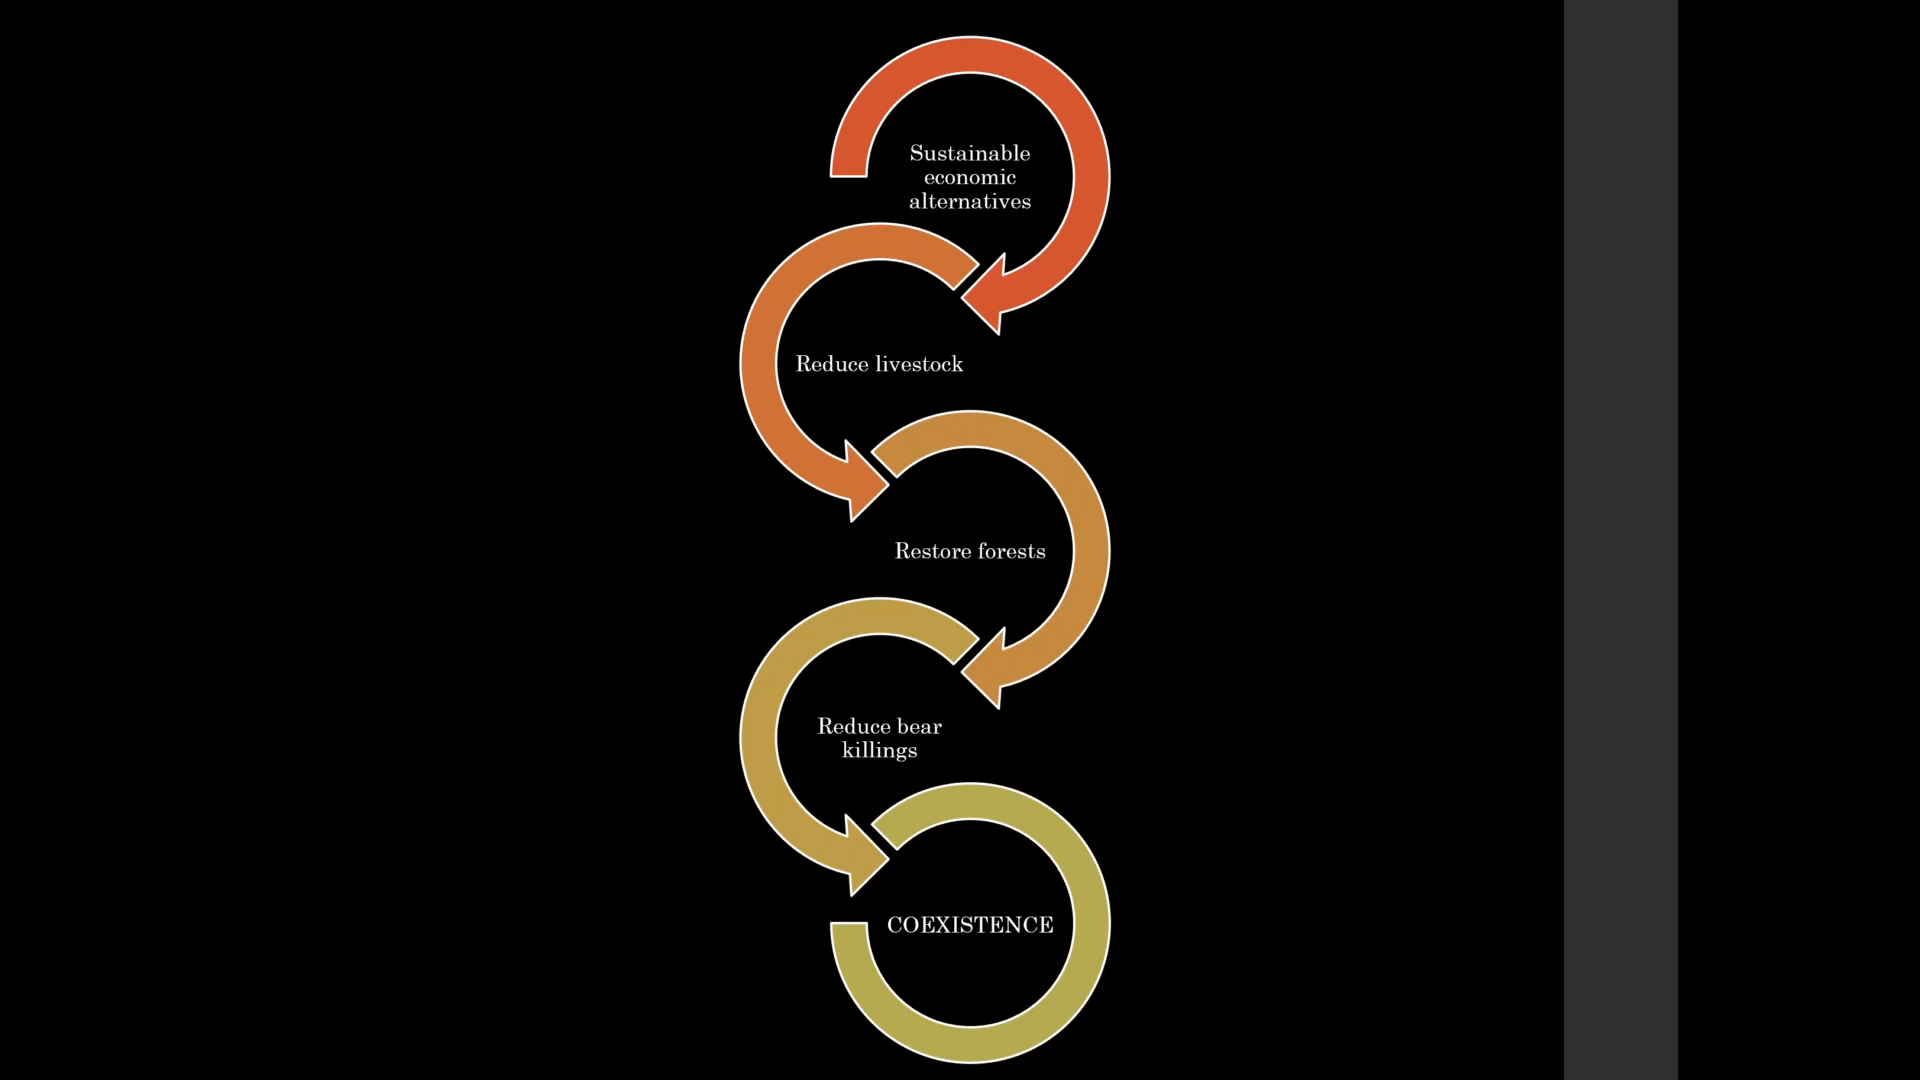 Sustainable
economic
alternatives
Reduce livestock
Restore forests
Reduce bear
killings
COEXISTENCE